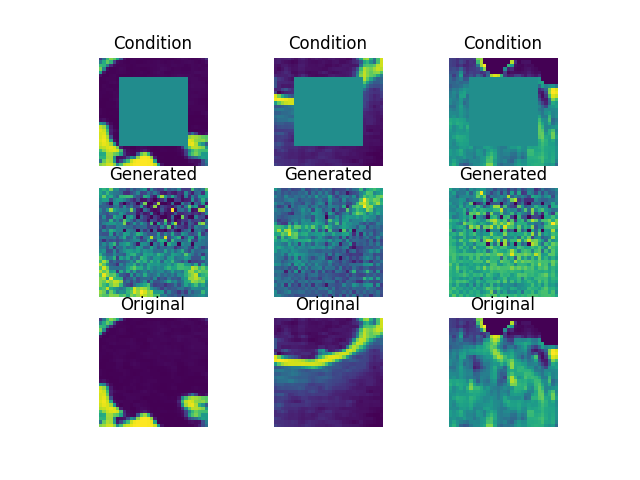 Condition Condition Condition
Generated Generated Generated
Original Original Original